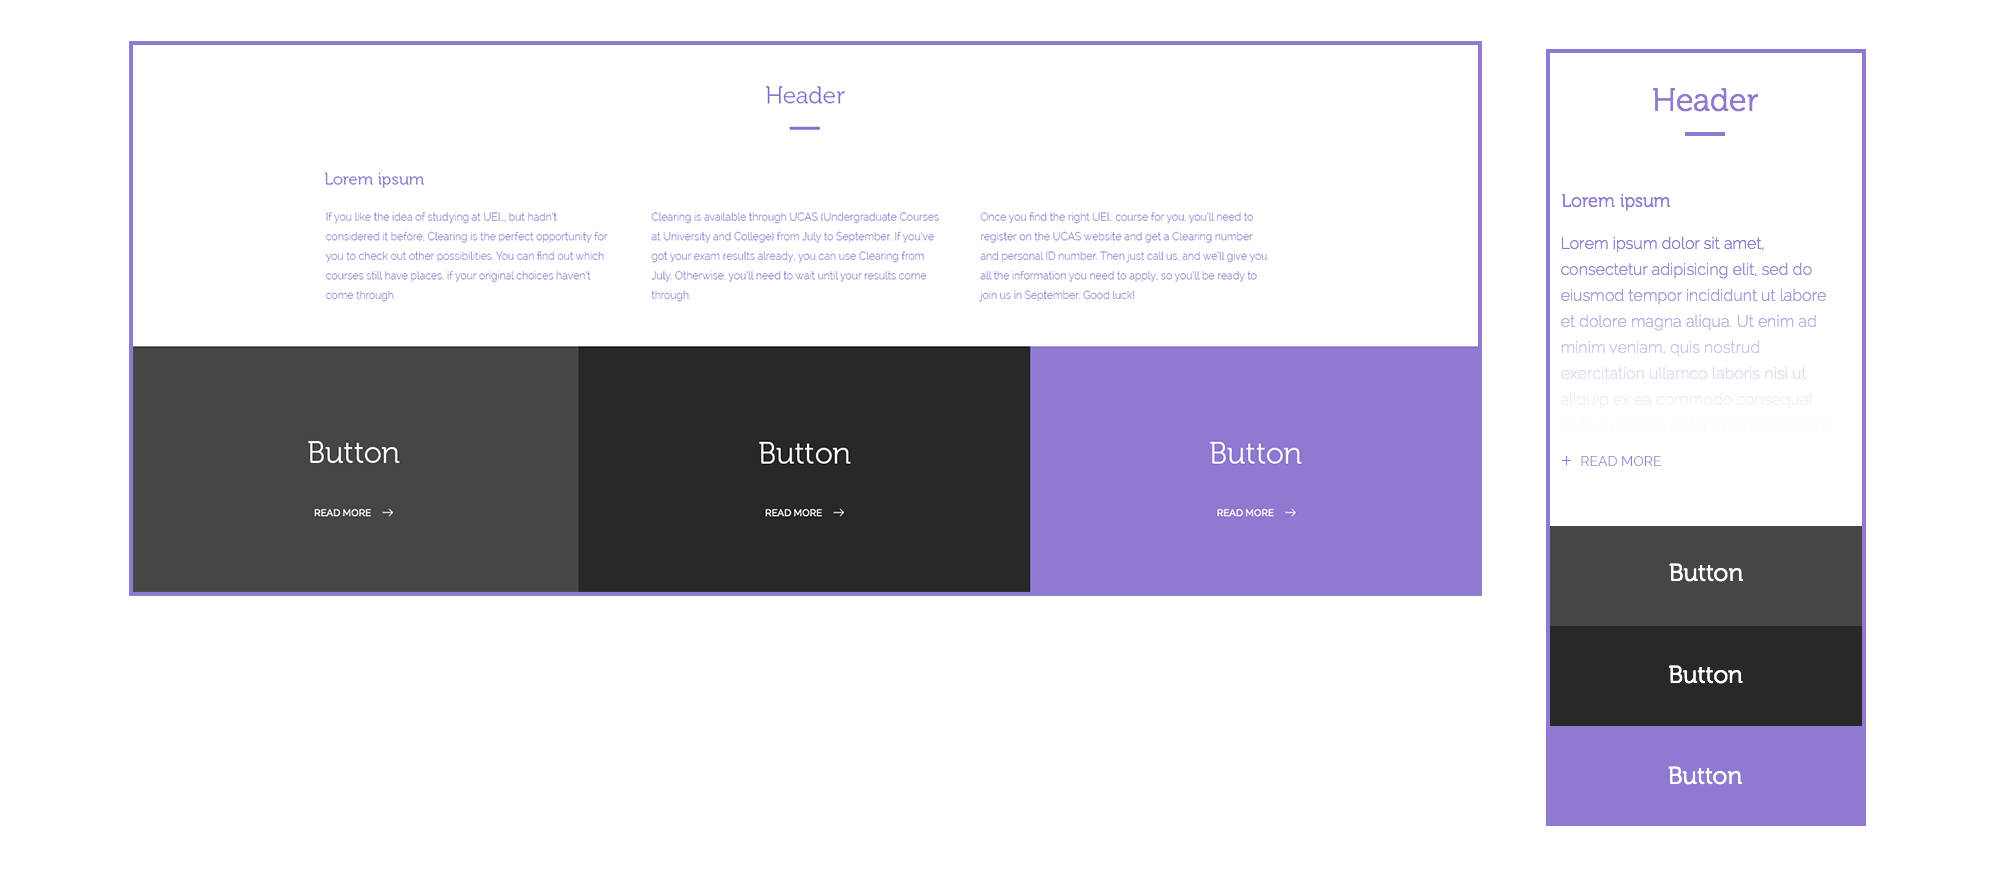 Header
Lorem ipsum
If you like the idea of studying at UEL, but hadn't
considered it before, Clearing is the perfect opportunity for
you to check out other possibilities. You can find out which
courses still have places, if your original choices haven't
come through.
Clearing is available through UCAS (Undergraduate Courses
at University and College) from July to September. If you've
got your exam results already, you can use Clearing from
July. Otherwise, you'll need to wait until your results come
through.
Once you find the right UEL course for you, you'll need to
register on the UCAS website and get a Clearing number
and personal ID number. Then just call us, and we'll give you
all the information you need to apply, so you'll be ready to
join us in September. Good luck!
Button
READ MORE →
Button
READ MORE →
Button
READ MORE →
Header
Lorem ipsum
Lorem ipsum dolor sit amet,
consectetur adipisicing elit, sed do
eiusmod tempor incididunt ut labore
et dolore magna aliqua. Ut enim ad
minim veniam, quis nostrud
exercitation ullamco laboris nisi ut
aliquip ex ea commodo consequat.
+ READ MORE
Button
Button
Button